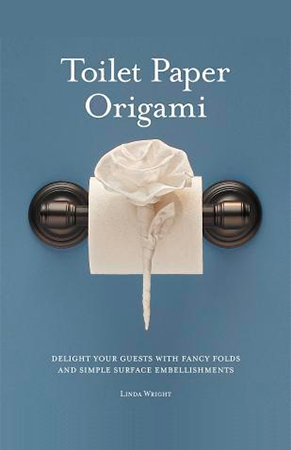 Toilet Paper
Origami
DELIGHT YOUR GUESTS WITH FANCY FOLDS
AND SIMPLE SURFACE EMBELLISHMENTS
LINDA WRIGHT